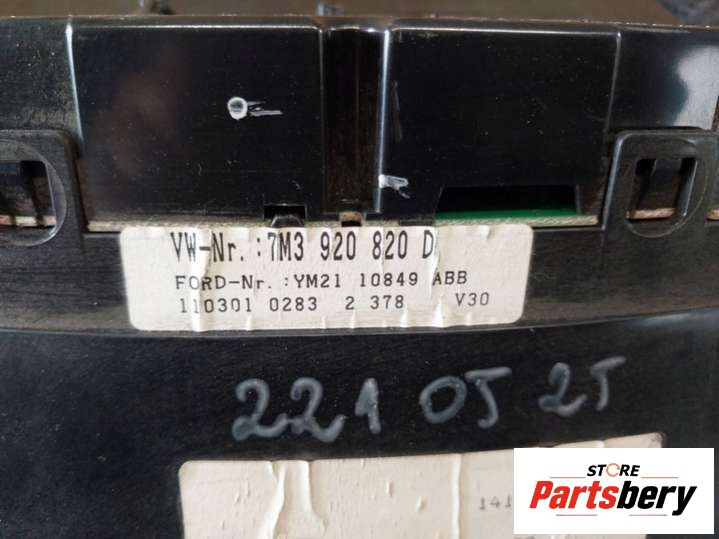 VW-Nr.:7M3 920 820 D
FORD-Nr.:YM21 10849 ABB
110301 0283 2 378 V30
221 05 25
141
STORE
Partsbery